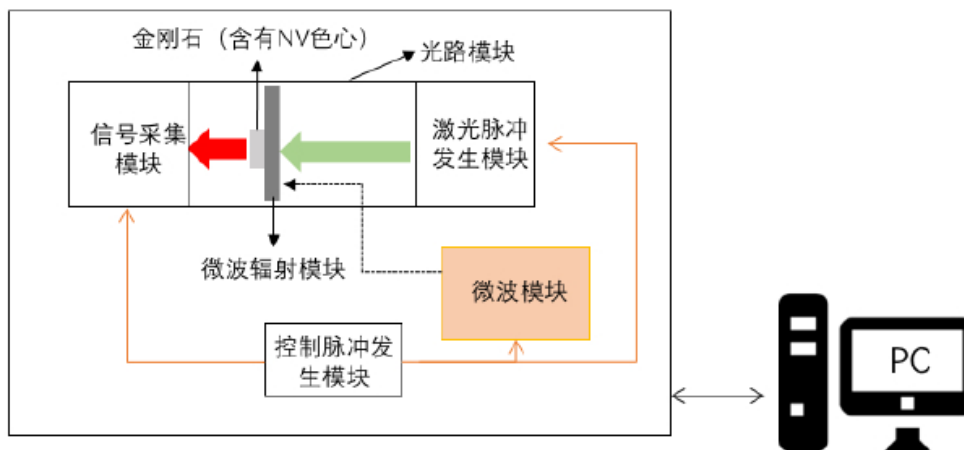 金刚石（含有NV色心）
光路模块
信号采集
模块
激光脉冲
发生模块
微波辐射模块
微波模块
控制脉冲发
生模块
PC